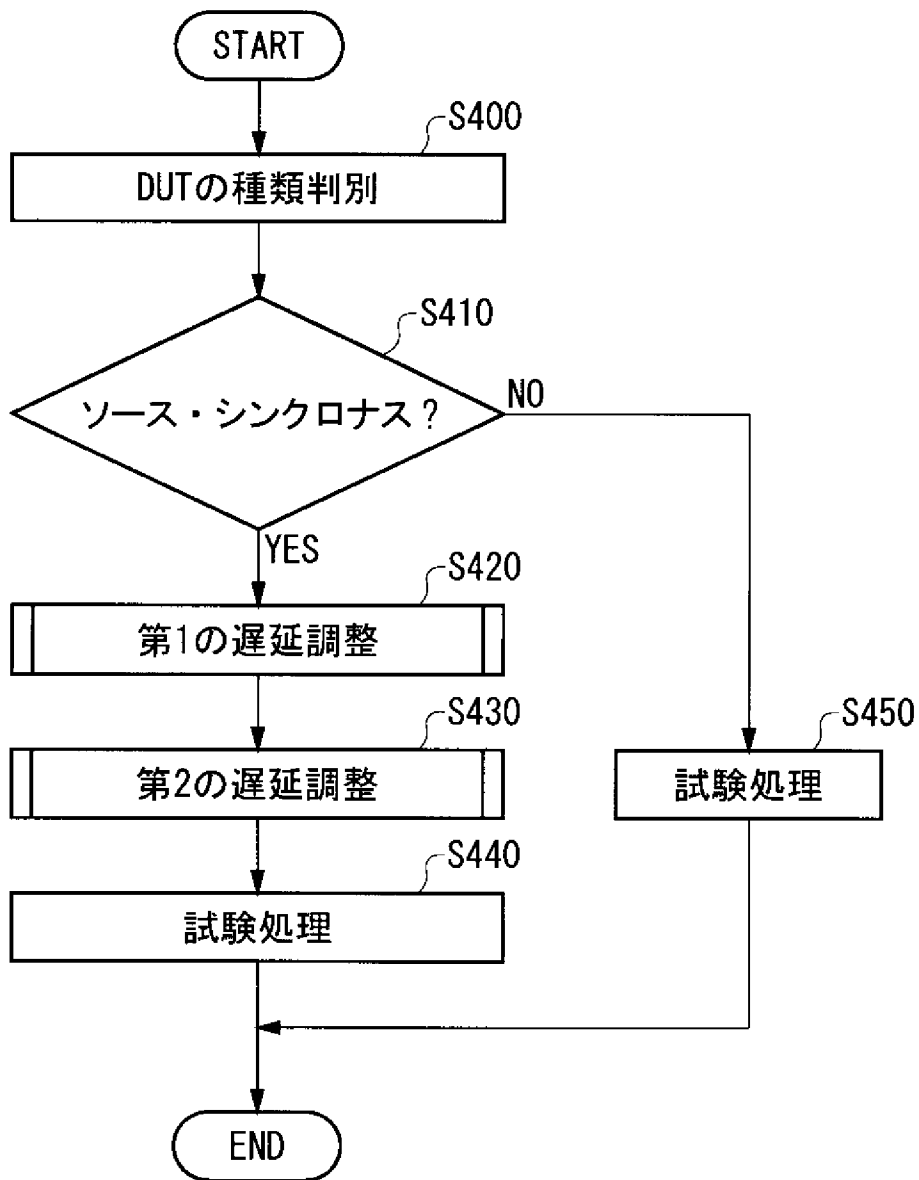 START
S400
DUTの種類判別
S410
ソース・シンクロナス?
NO
YES
S420
第1の遅延調整
S430
第2の遅延調整
S450
試験処理
S440
試験処理
END